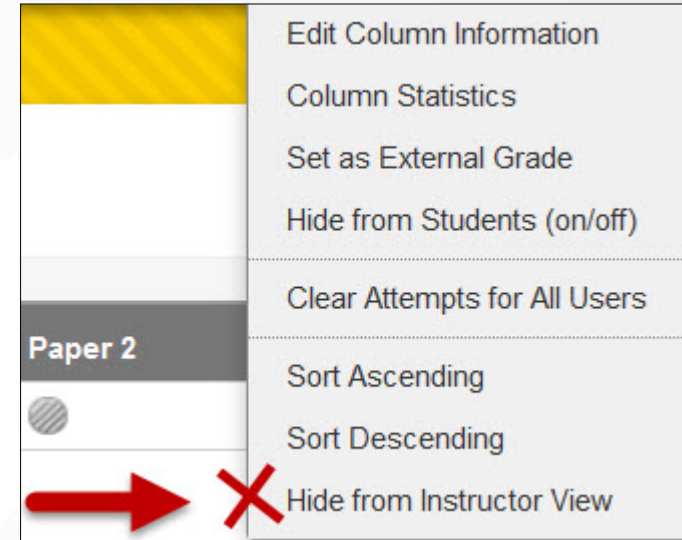 Edit Column Information
Column Statistics
Set as External Grade
Hide from Students (on/off)
Clear Attempts for All Users
Paper 2
Sort Ascending
Sort Descending
Hide from Instructor View